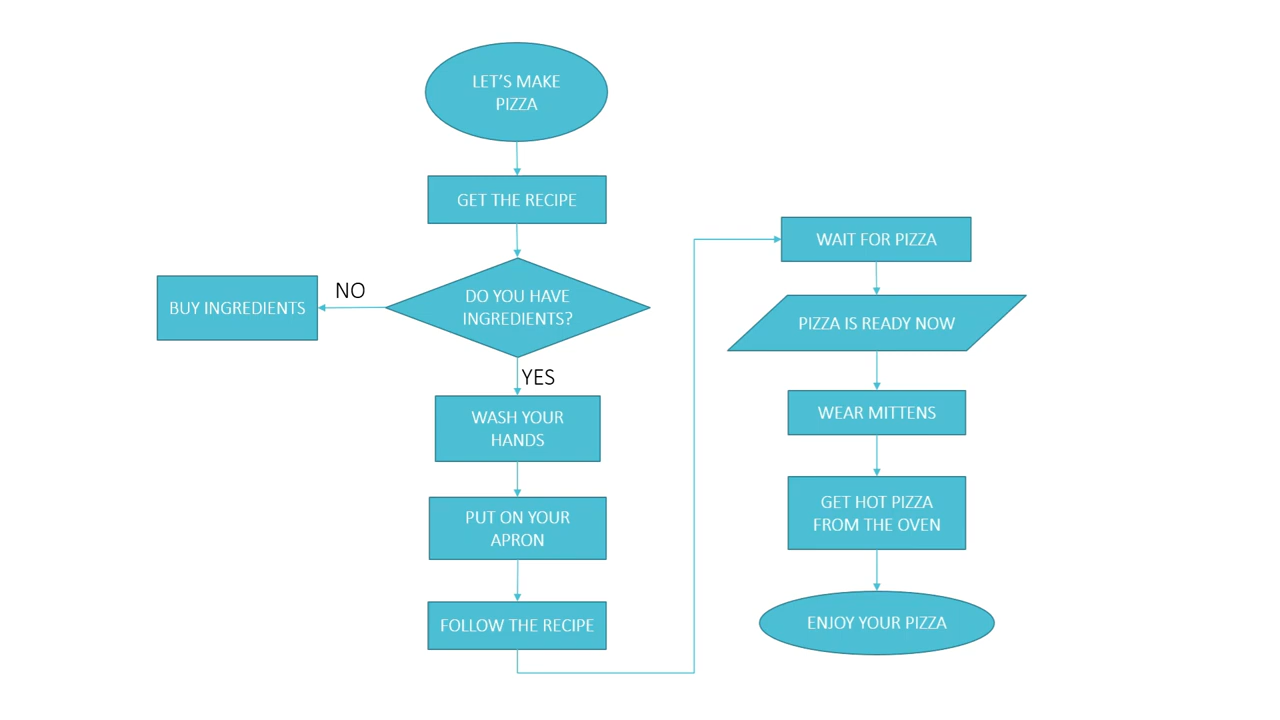 LET’S MAKE
PIZZA
GET THE RECIPE
DO YOU HAVE
INGREDIENTS?
NO
BUY INGREDIENTS
YES
WASH YOUR
HANDS
PUT ON YOUR
APRON
FOLLOW THE RECIPE
WAIT FOR PIZZA
PIZZA IS READY NOW
WEAR MITTENS
GET HOT PIZZA
FROM THE OVEN
ENJOY YOUR PIZZA